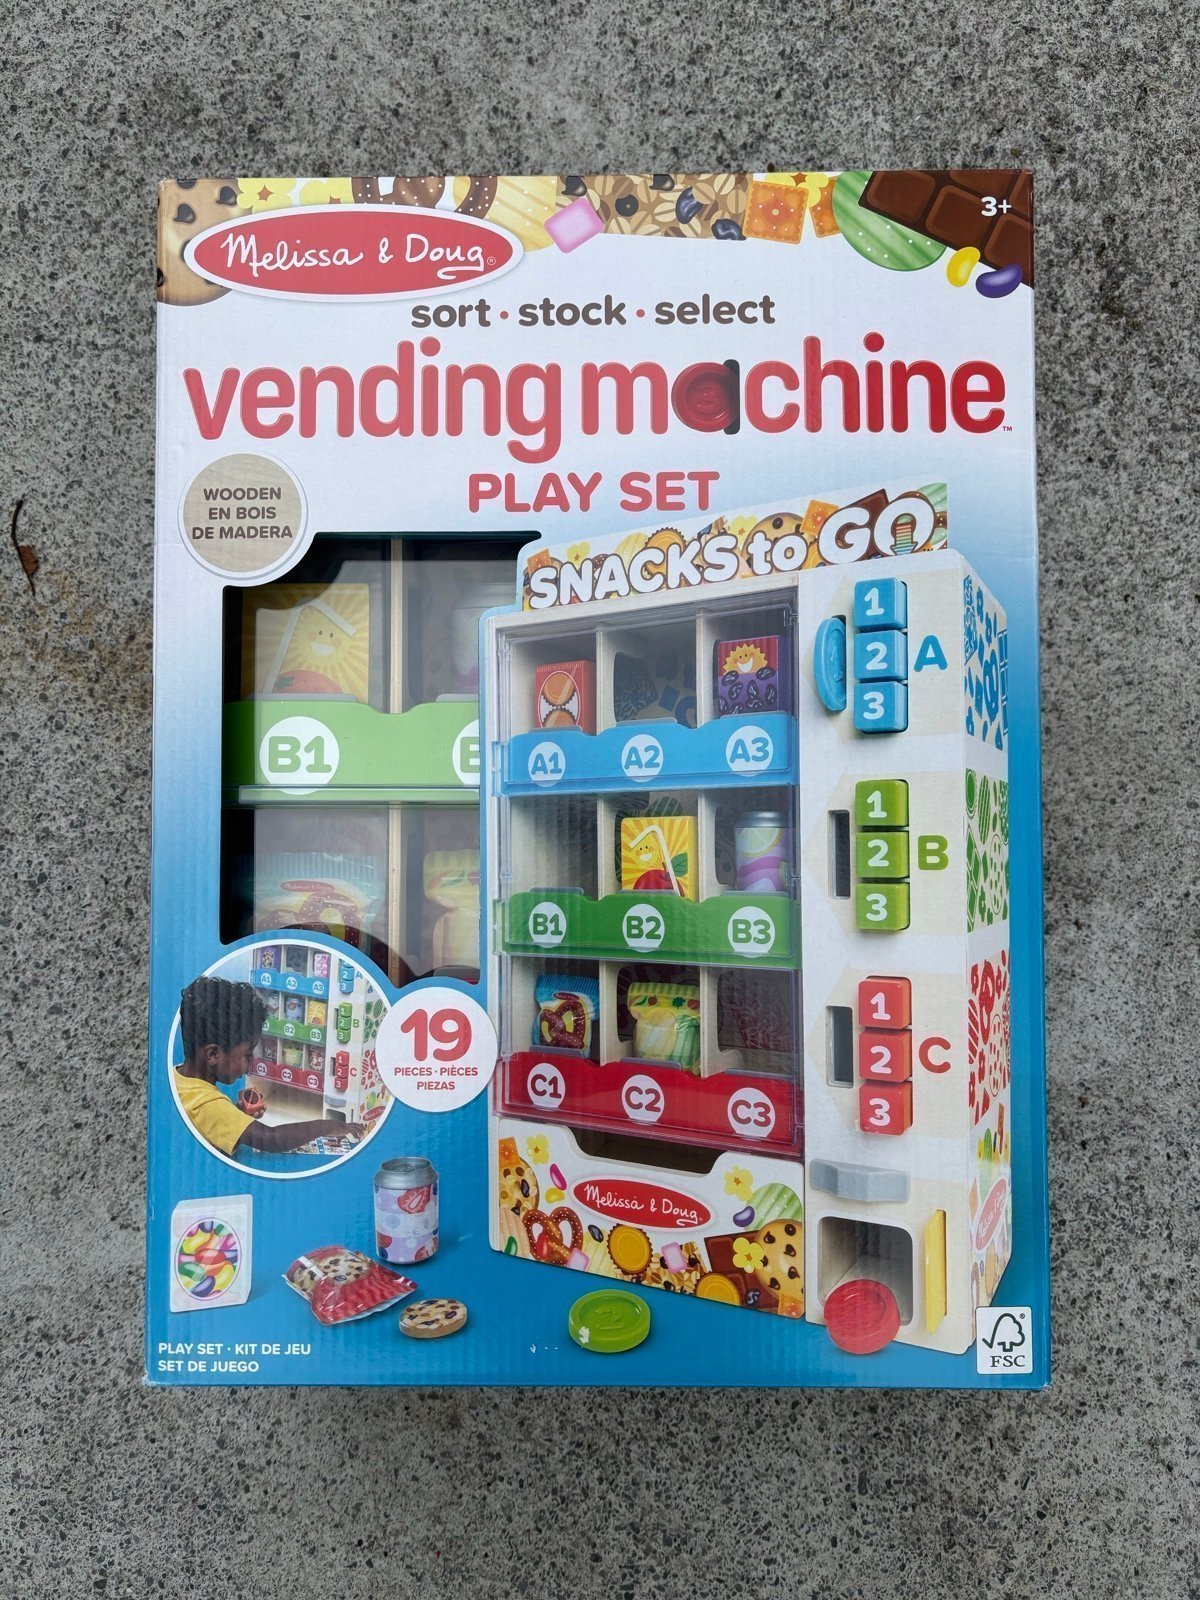 3+
Melissa & Doug®
sort • stock • select
vending machine™
PLAY SET
WOODEN
EN BOIS
DE MADERA
SNACKS to GO
B1
1
2
3
A
A1
A2
A3
1
2
3
B
B1
B2
B3
1
2
3
C
C1
C2
C3
19
PIECES • PIÈCES
PIEZAS
Melissa & Doug
PLAY SET • KIT DE JEU
SET DE JUEGO
FSC